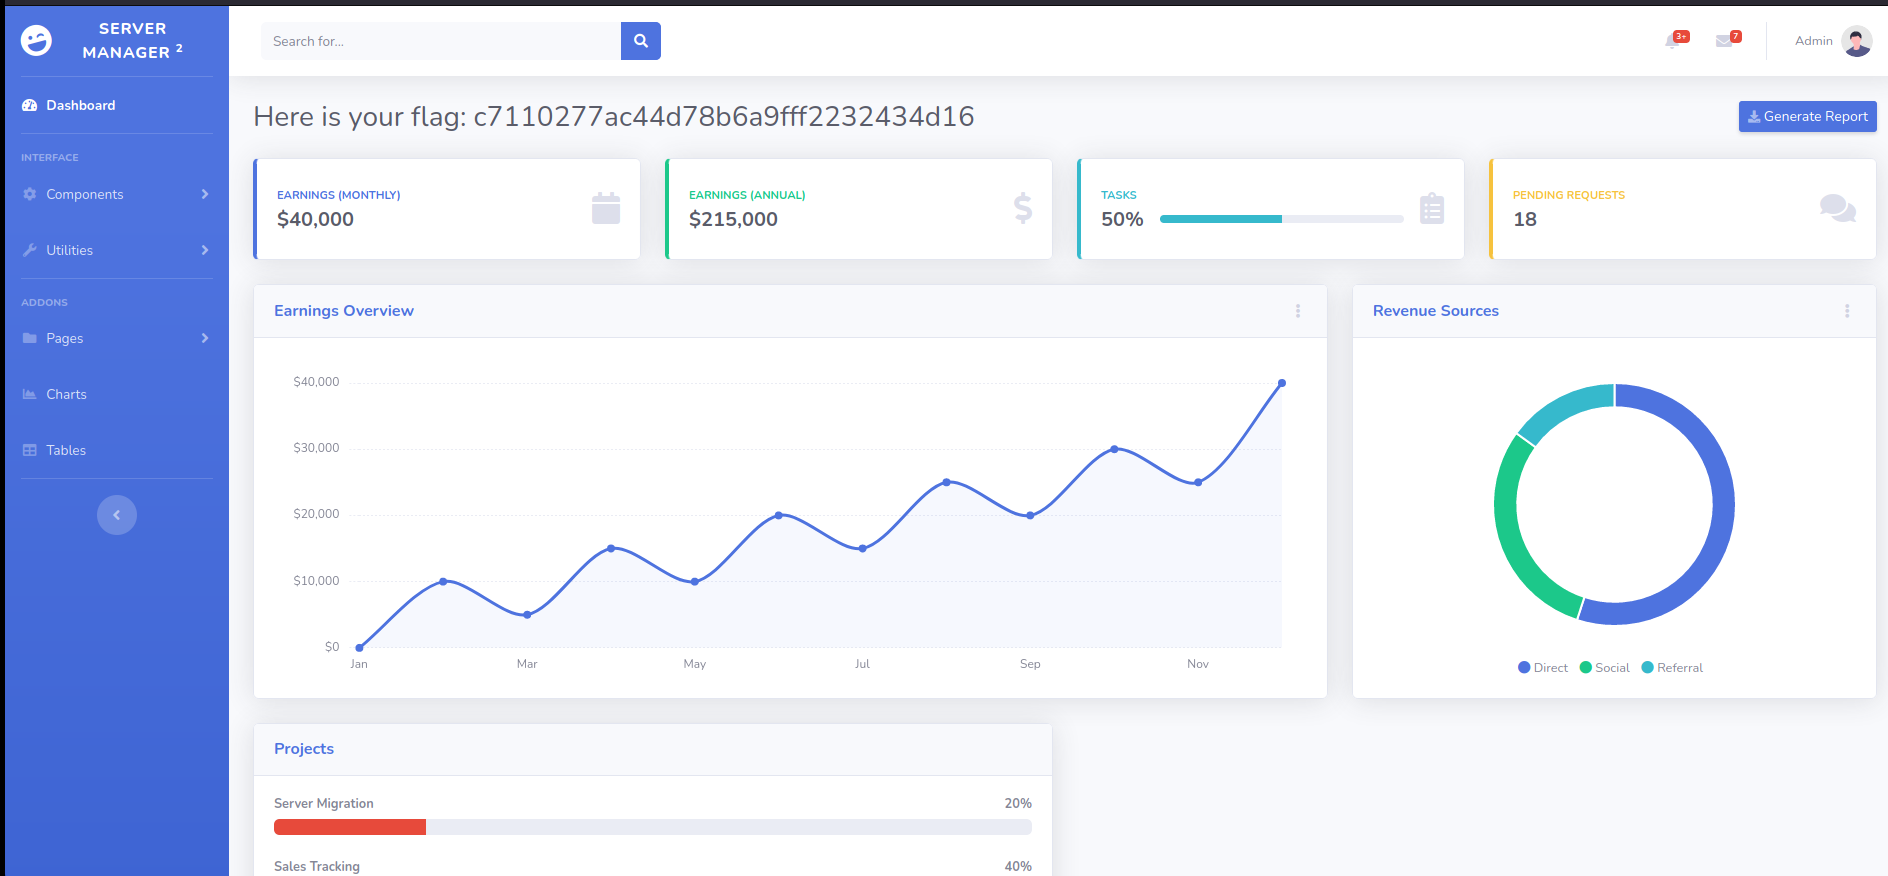 SERVER
MANAGER 2
Dashboard
INTERFACE
Components
Utilities
ADDONS
Pages
Charts
Tables
Search for...
3+
7
Admin
Here is your flag: c7110277ac44d78b6a9fff2232434d16
Generate Report
EARNINGS (MONTHLY)
$40,000
EARNINGS (ANNUAL)
$215,000
TASKS
50%
PENDING REQUESTS
18
Earnings Overview
$40,000
$30,000
$20,000
$10,000
$0
Jan Mar May Jul Sep Nov
Revenue Sources
Direct Social Referral
Projects
Server Migration 20%
Sales Tracking 40%